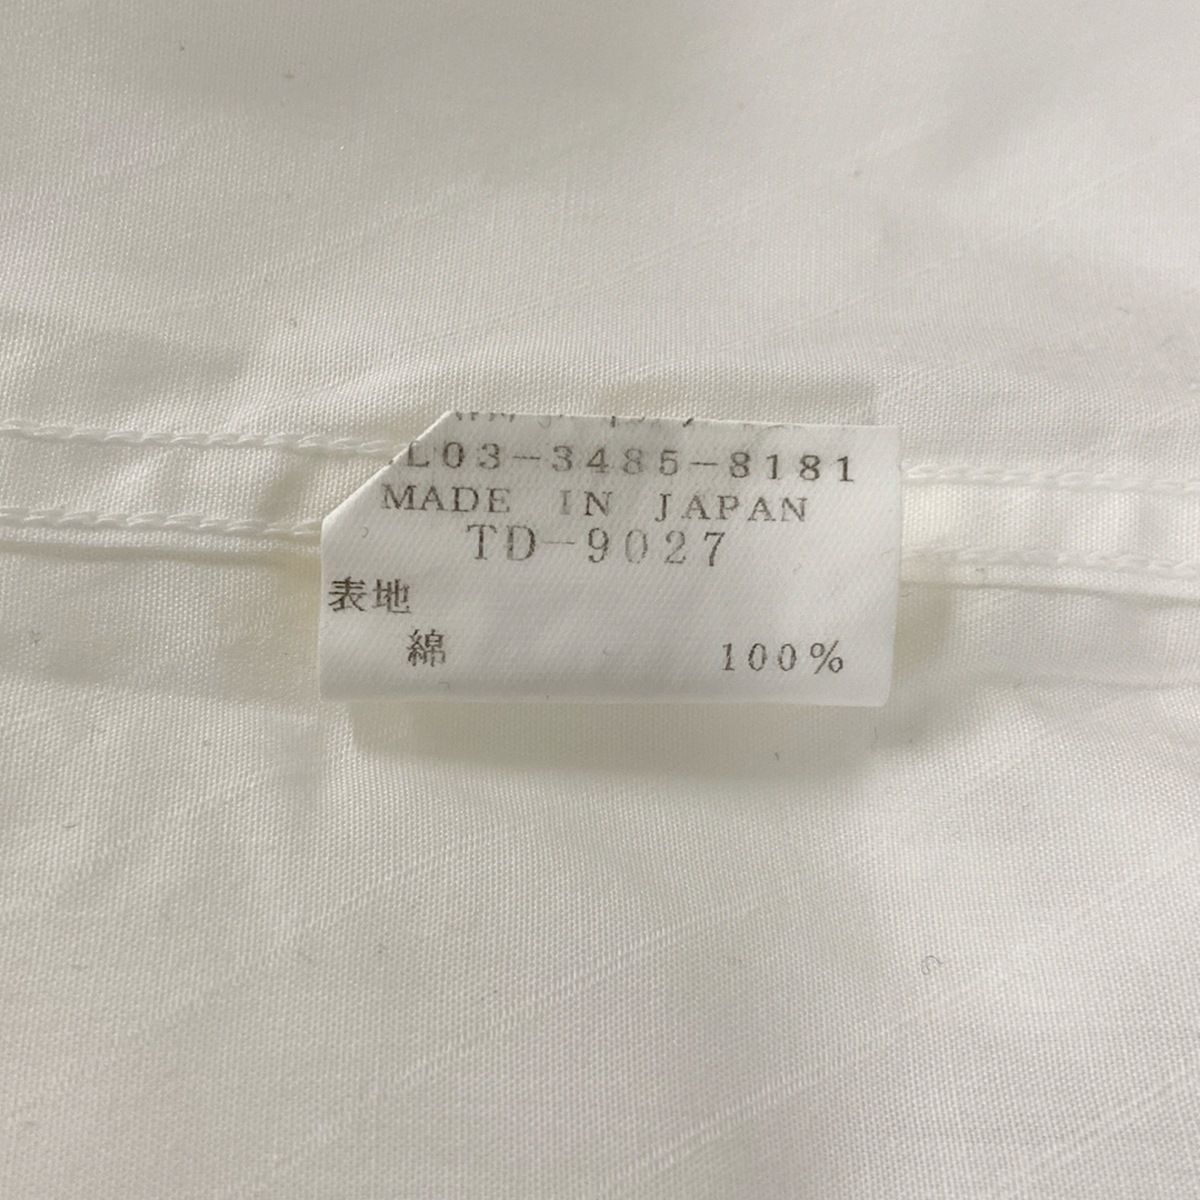 L03-3485-8181
MADE IN JAPAN
TD-9027
表地
綿 100%